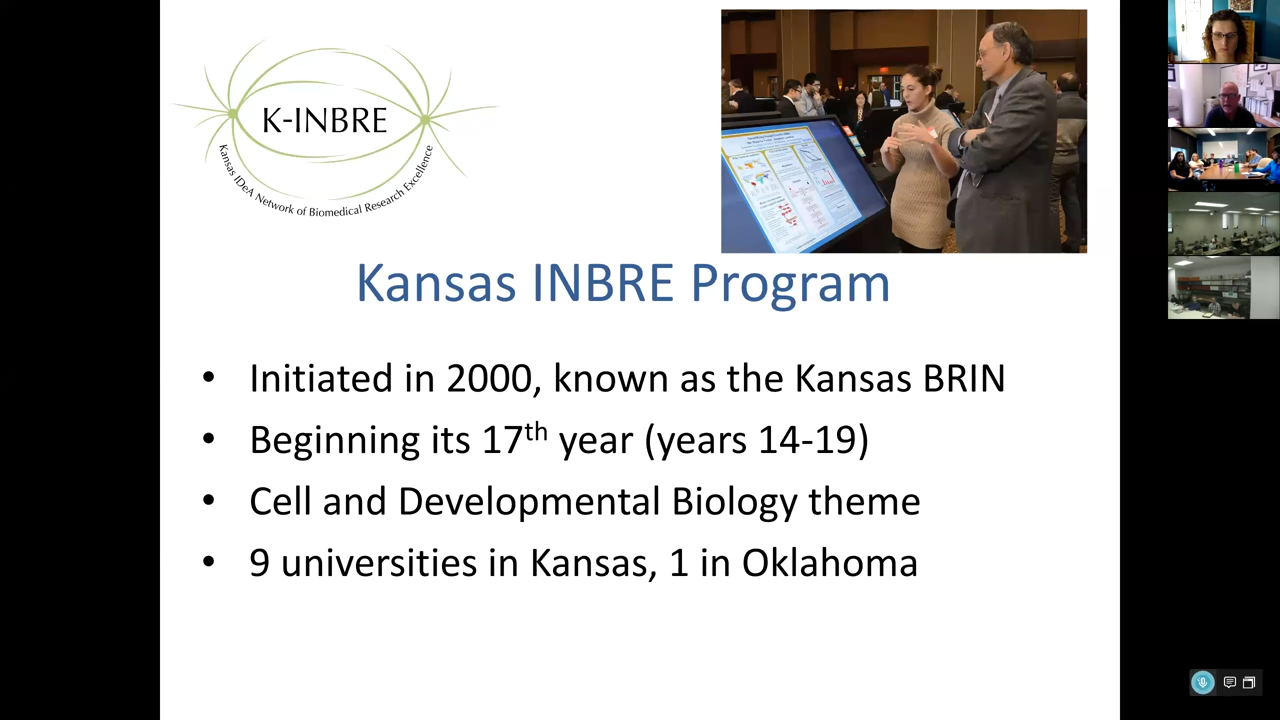 K-INBRE
Kansas IDeA Network of Biomedical Research Excellence
Kansas INBRE Program
• Initiated in 2000, known as the Kansas BRIN
• Beginning its 17th year (years 14-19)
• Cell and Developmental Biology theme
• 9 universities in Kansas, 1 in Oklahoma